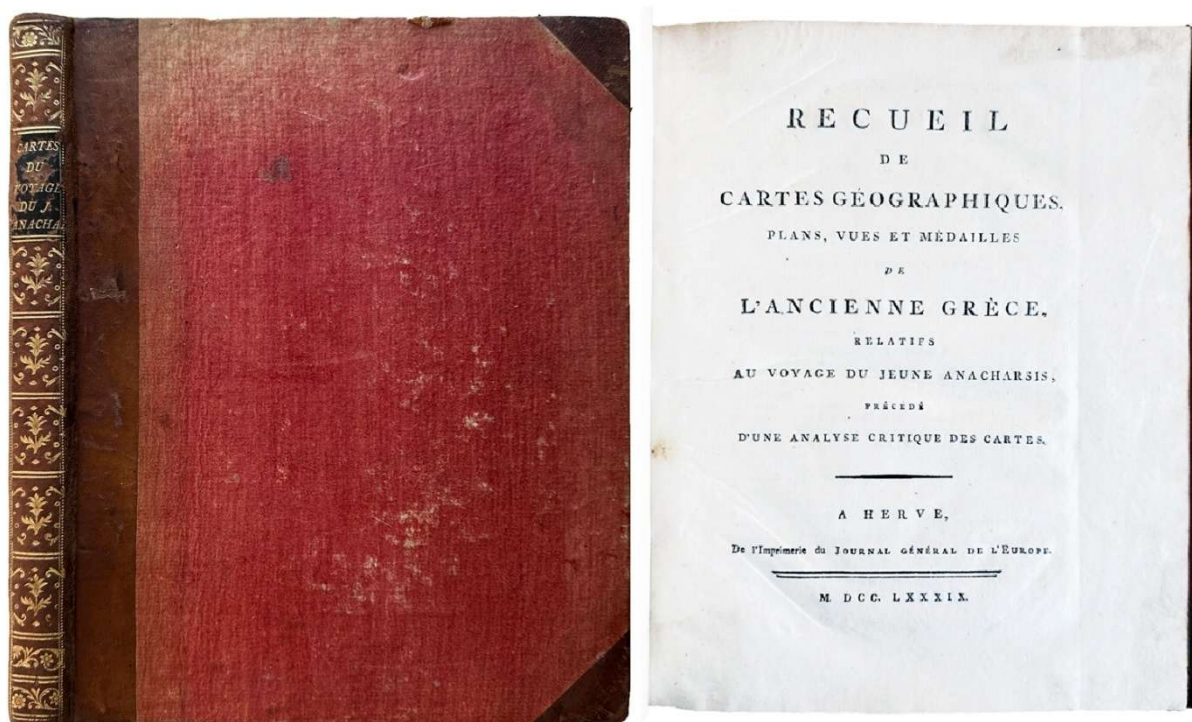 CARTES
DU
VOYAGE
DU J.
ANACHA.
RECUEIL
DE
CARTES GÉOGRAPHIQUES.
PLANS, VUES ET MÉDAILLES
DE
L'ANCIENNE GRÈCE,
RELATIFS
AU VOYAGE DU JEUNE ANACHARSIS,
PRÉCÉDÉ
D'UNE ANALYSE CRITIQUE DES CARTES.
A HERVE,
De l'Imprimerie du JOURNAL GÉNÉRAL DE L'EUROPE.
M. DCC. LXXXIX.